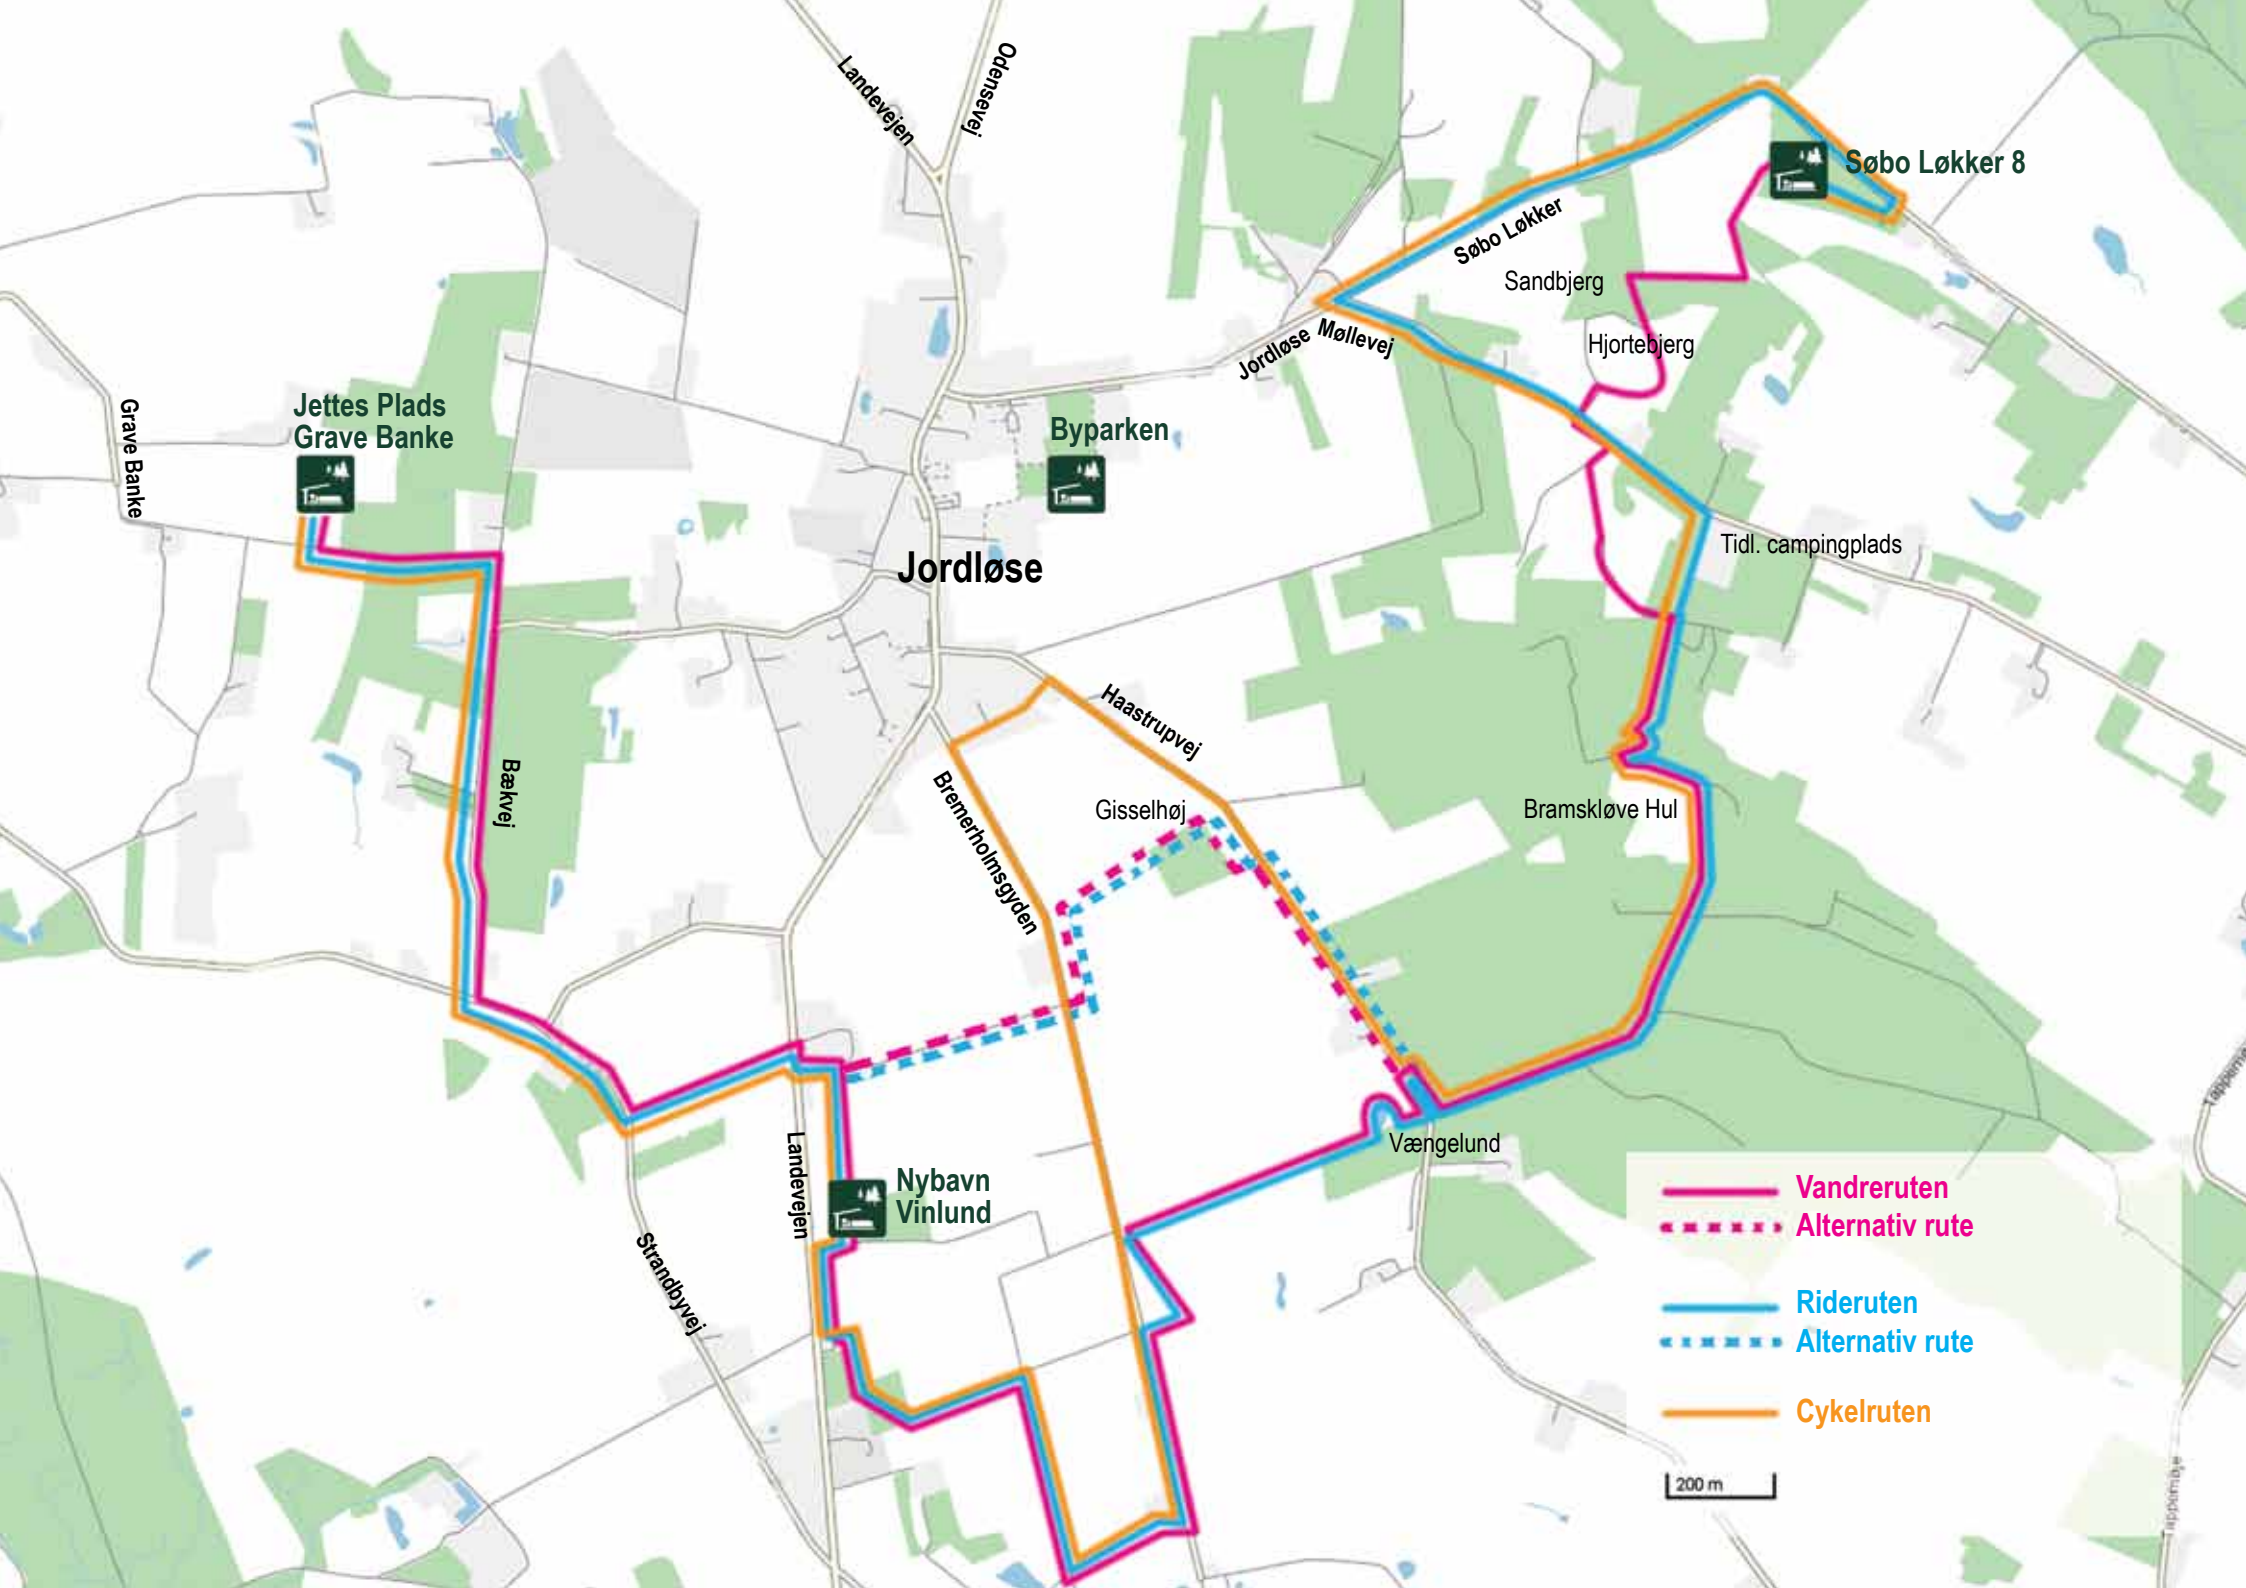 Landevejen
Odensevej
Søbo Løkker 8
Søbo Løkker
Sandbjerg
Hjortebjerg
Jordløse Møllevej
Jettes Plads
Grave Banke
Grave Banke
Byparken
Jordløse
Tidl. campingplads
Haastrupvej
Bækvej
Bremerholmsgyden
Gisselhøj
Bramskløve Hul
Vængelund
Landevejen
Nybavn
Vinlund
Strandbyvej
Vandreruten
Alternativ rute
Rideruten
Alternativ rute
Cykelruten
200 m